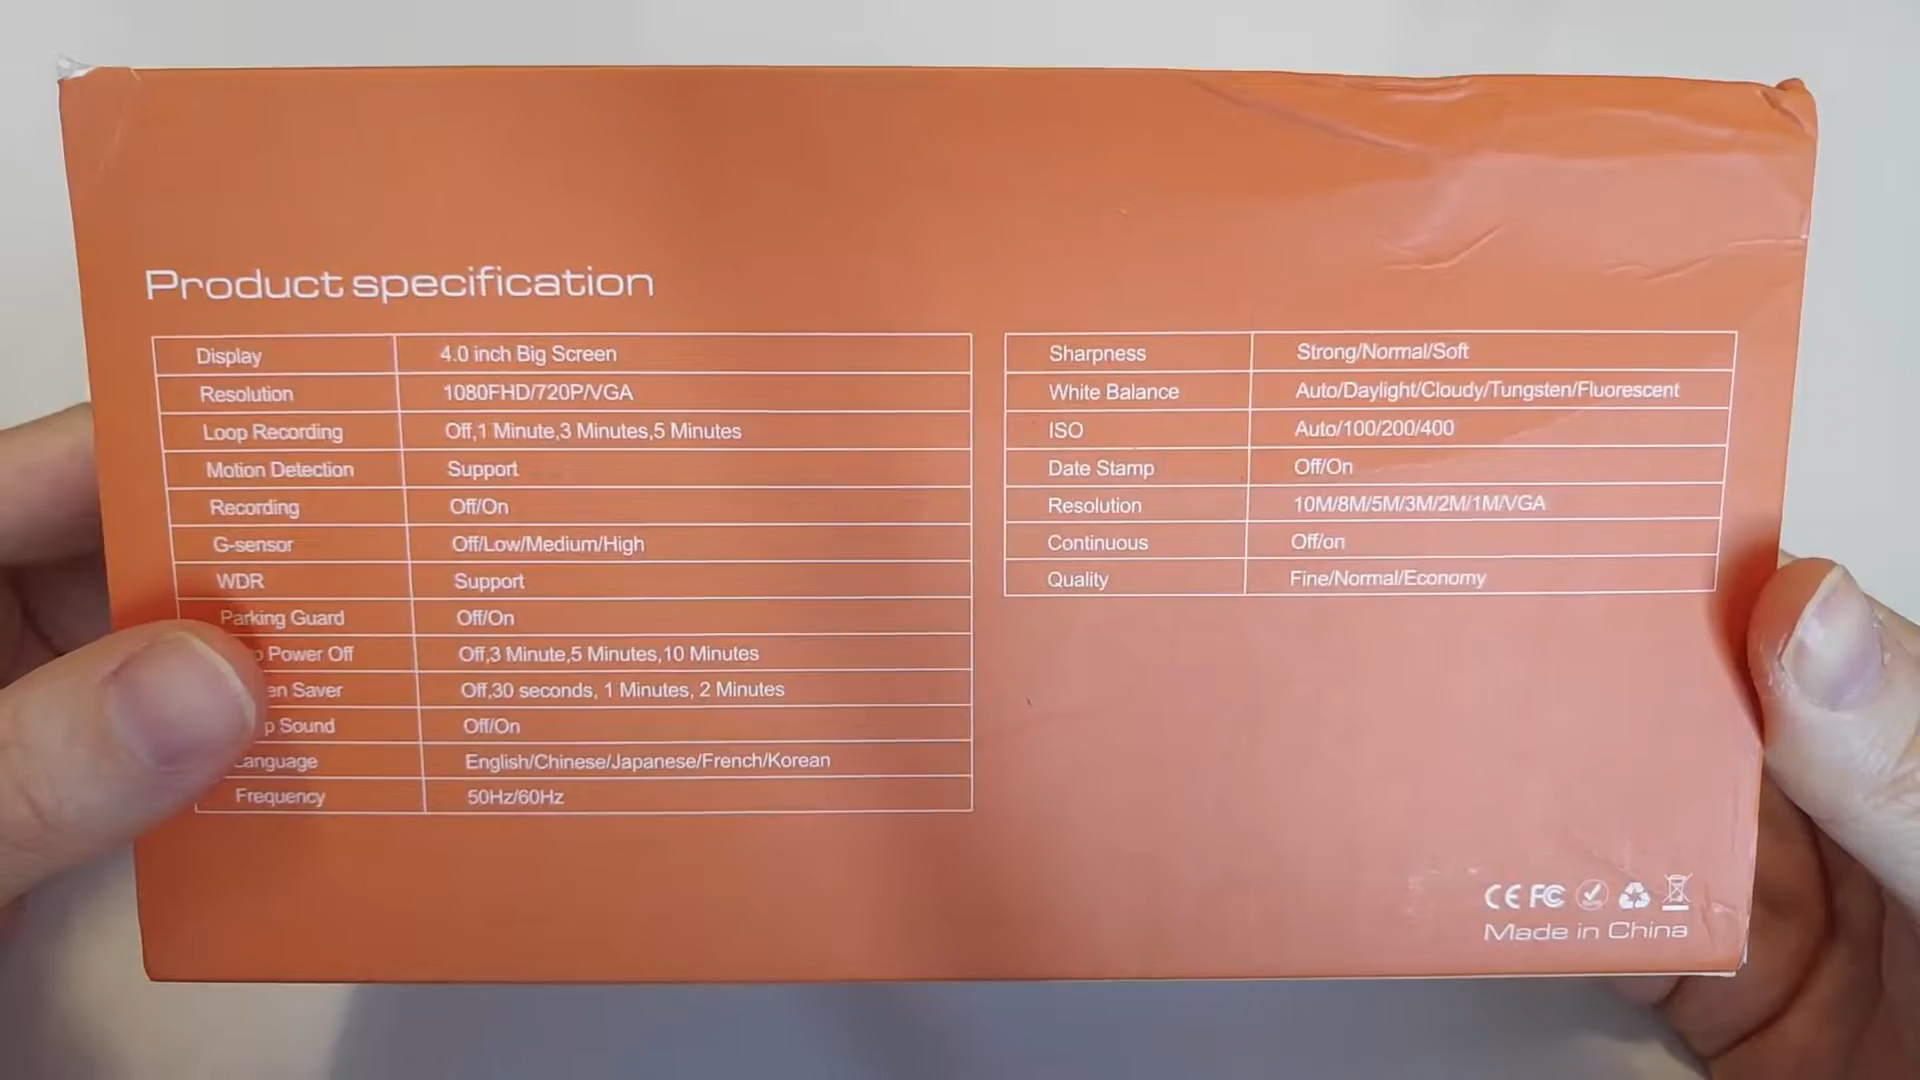 Product specification
Display 4.0 inch Big Screen
Resolution 1080FHD/720P/VGA
Loop Recording Off,1 Minute,3 Minutes,5 Minutes
Motion Detection Support
Recording Off/On
G-sensor Off/Low/Medium/High
WDR Support
Parking Guard Off/On
Power Off Off,3 Minute,5 Minutes,10 Minutes
Saver Off,30 seconds, 1 Minutes, 2 Minutes
Sound Off/On
Language English/Chinese/Japanese/French/Korean
Frequency 50Hz/60Hz
Sharpness Strong/Normal/Soft
White Balance Auto/Daylight/Cloudy/Tungsten/Fluorescent
ISO Auto/100/200/400
Date Stamp Off/On
Resolution 10M/8M/5M/3M/2M/1M/VGA
Continuous Off/on
Quality Fine/Normal/Economy
CE FC
Made in China